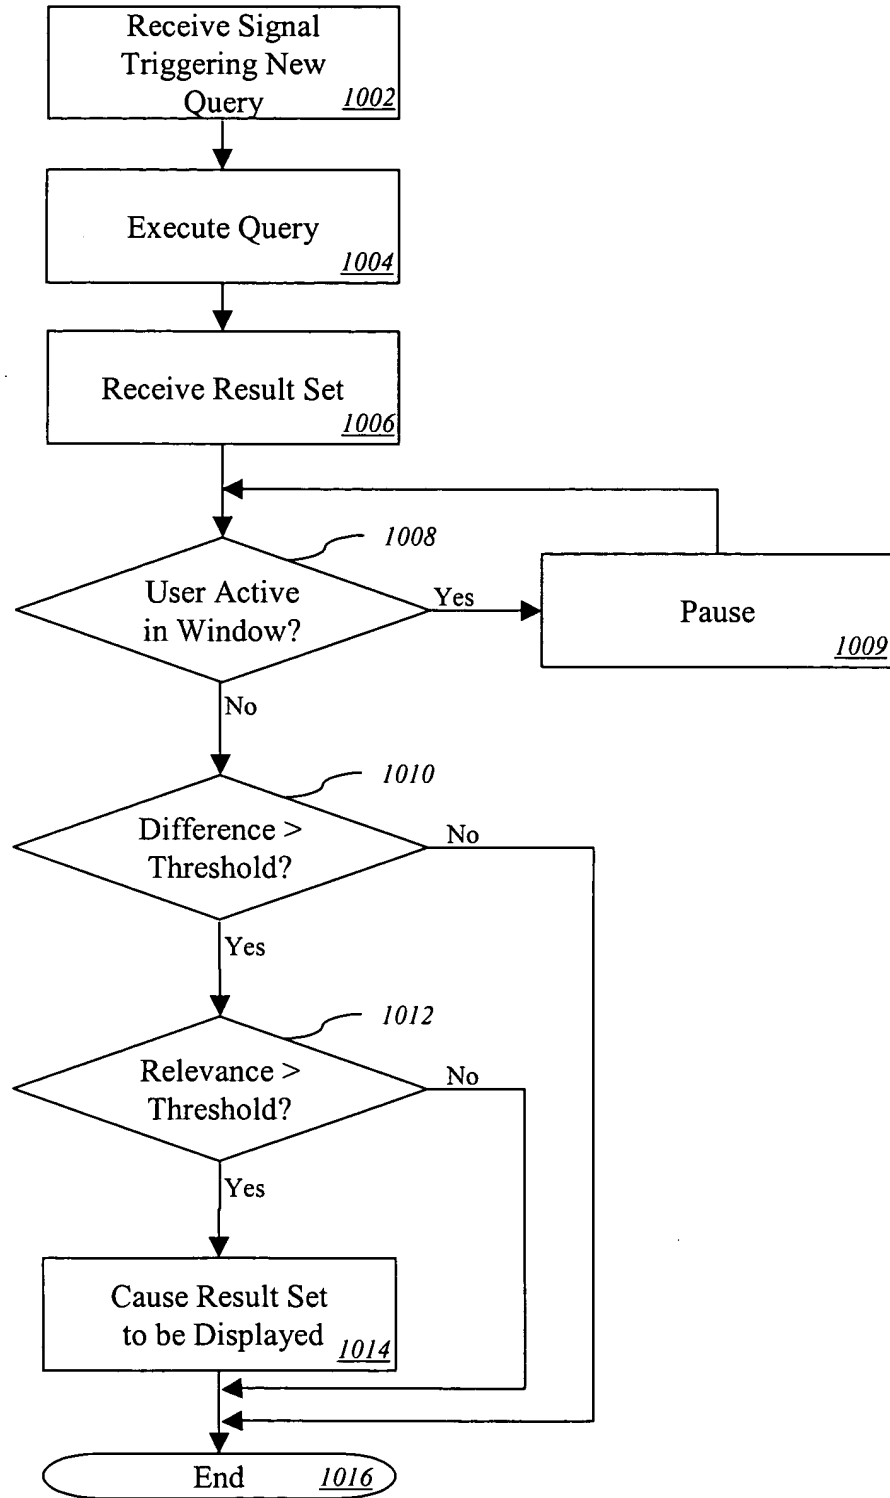 Receive Signal
Triggering New
Query
1002
Execute Query
1004
Receive Result Set
1006
1008
User Active
in Window?
Yes
Pause
1009
No
1010
Difference >
Threshold?
No
Yes
1012
Relevance >
Threshold?
No
Yes
Cause Result Set
to be Displayed
1014
End
1016